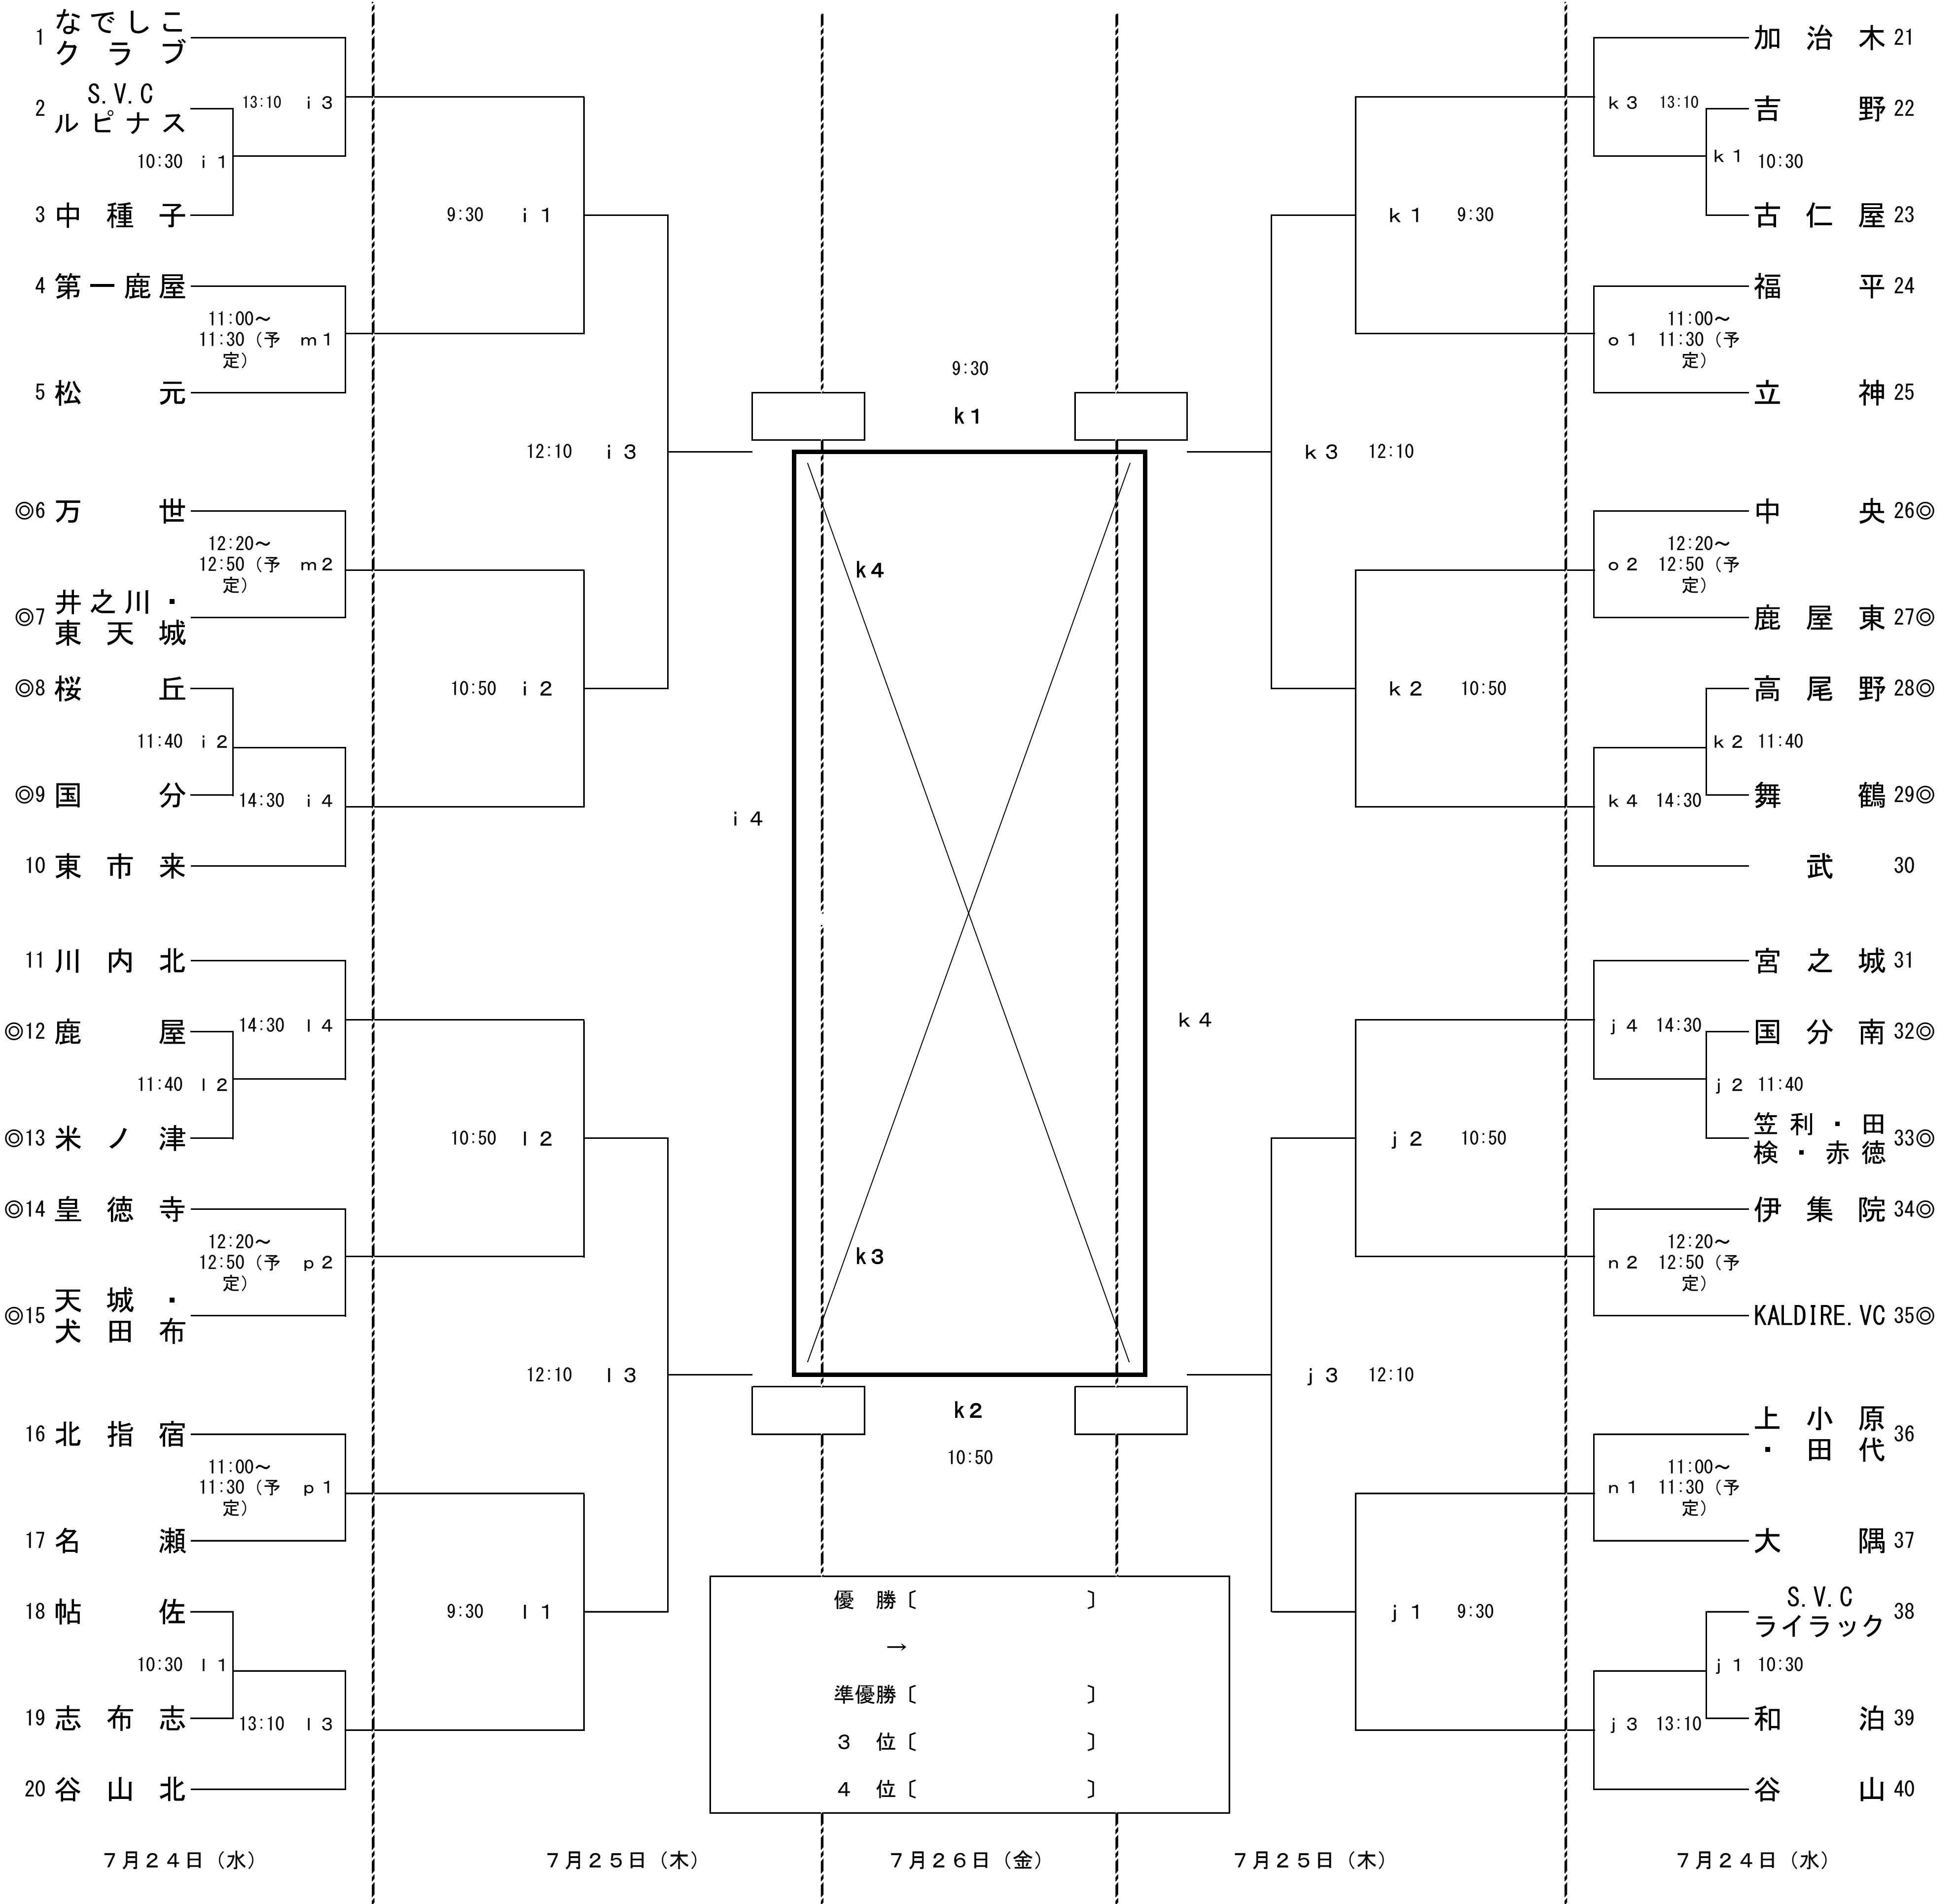 1 なでしこ
クラブ
2 S.V.C
ルピナス
13:10 ｉ３
10:30 ｉ１
3 中種子
9:30 ｉ１
4 第一鹿屋
11:00～
11:30（予
定） ｍ１
5 松元
12:10 ｉ３
◎6 万世
12:20～
12:50（予
定） ｍ２
◎7 井之川・
東天城
◎8 桜丘
10:50 ｉ２
11:40 ｉ２
◎9 国分
14:30 ｉ４
10 東市来
11 川内北
◎12 鹿屋
14:30 ｌ４
11:40 ｌ２
◎13 米ノ津
10:50 ｌ２
◎14 皇徳寺
12:20～
12:50（予
定） ｐ２
◎15 天城・
犬田布
12:10 ｌ３
16 北指宿
11:00～
11:30（予
定） ｐ１
17 名瀬
18 帖佐
9:30 ｌ１
10:30 ｌ１
19 志布志
13:10 ｌ３
20 谷山北
9:30
ｋ１
ｋ４
ｉ４
ｋ４
ｋ３
ｋ２
10:50
優　勝〔　　　〕
→
準優勝〔　　　〕
３　位〔　　　〕
４　位〔　　　〕
加治木 21
ｋ３ 13:10
吉野 22
ｋ１ 10:30
古仁屋 23
ｋ１ 9:30
福平 24
ｏ１ 11:00～
11:30（予
定）
立神 25
ｋ３ 12:10
中央 26◎
ｏ２ 12:20～
12:50（予
定）
鹿屋東 27◎
高尾野 28◎
ｋ２ 10:50
ｋ２ 11:40
舞鶴 29◎
ｋ４ 14:30
武 30
宮之城 31
ｊ４ 14:30
国分南 32◎
ｊ２ 11:40
笠利・田
検・赤徳 33◎
ｊ２ 10:50
伊集院 34◎
ｎ２ 12:20～
12:50（予
定）
KALDIRE.VC 35◎
ｊ３ 12:10
上小原
・田代 36
ｎ１ 11:00～
11:30（予
定）
大隅 37
S.V.C
ライラック 38
ｊ１ 9:30
ｊ１ 10:30
和泊 39
ｊ３ 13:10
谷山 40
７月２４日（水） ７月２５日（木） ７月２６日（金） ７月２５日（木） ７月２４日（水）